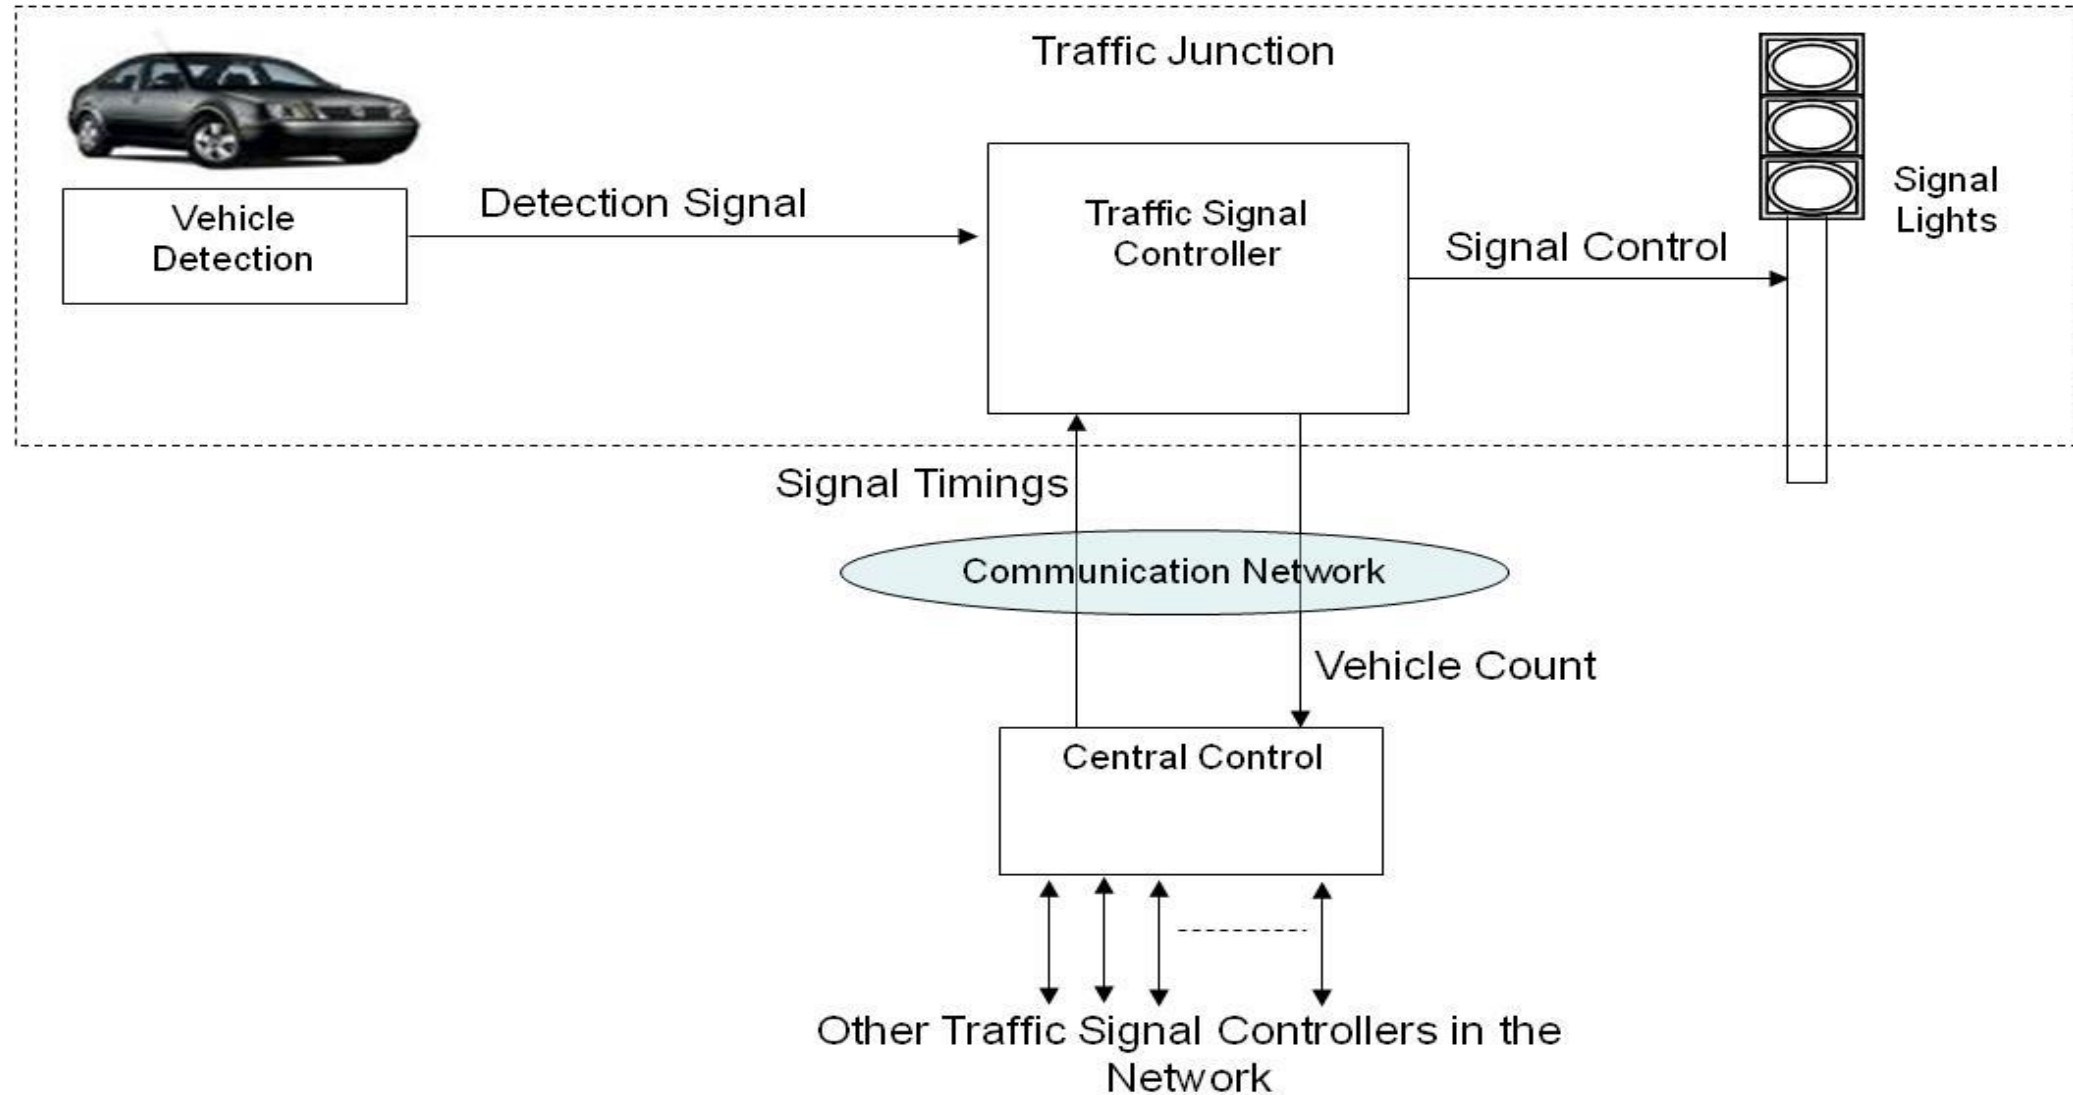 Traffic Junction
Vehicle
Detection
Detection Signal
Traffic Signal
Controller
Signal Control
Signal
Lights
Signal Timings
Communication Network
Vehicle Count
Central Control
Other Traffic Signal Controllers in the
Network